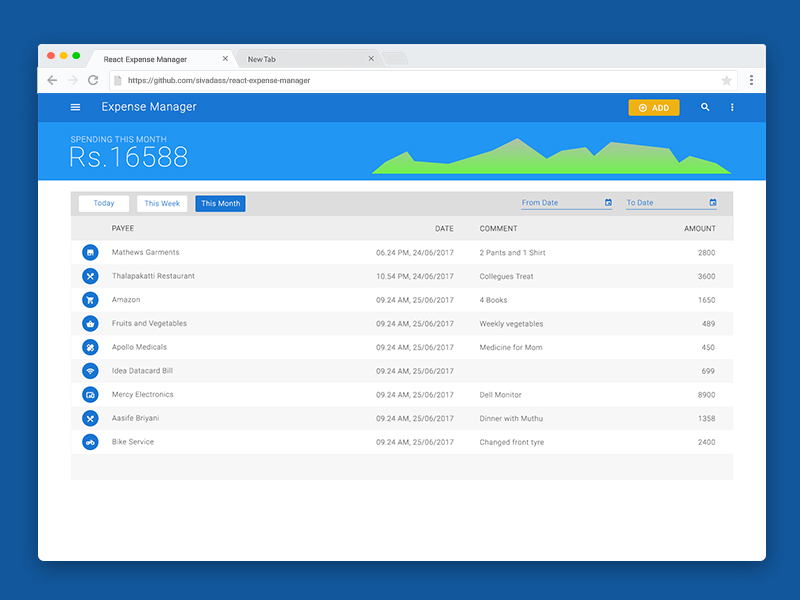 React Expense Manager
New Tab
https://github.com/sivadass/react-expense-manager
Expense Manager
ADD
SPENDING THIS MONTH
Rs.16588
Today This Week This Month From Date To Date
PAYEE DATE COMMENT AMOUNT
Mathews Garments 06.24 PM, 24/06/2017 2 Pants and 1 Shirt 2800
Thalapakatti Restaurant 10.54 PM, 24/06/2017 Collegues Treat 3600
Amazon 09.24 AM, 25/06/2017 4 Books 1650
Fruits and Vegetables 09.24 AM, 25/06/2017 Weekly vegetables 489
Apollo Medicals 09.24 AM, 25/06/2017 Medicine for Mom 450
Idea Datacard Bill 09.24 AM, 25/06/2017 699
Mercy Electronics 09.24 AM, 25/06/2017 Dell Monitor 8900
Aasife Briyani 09.24 AM, 25/06/2017 Dinner with Muthu 1358
Bike Service 09.24 AM, 25/06/2017 Changed front tyre 2400